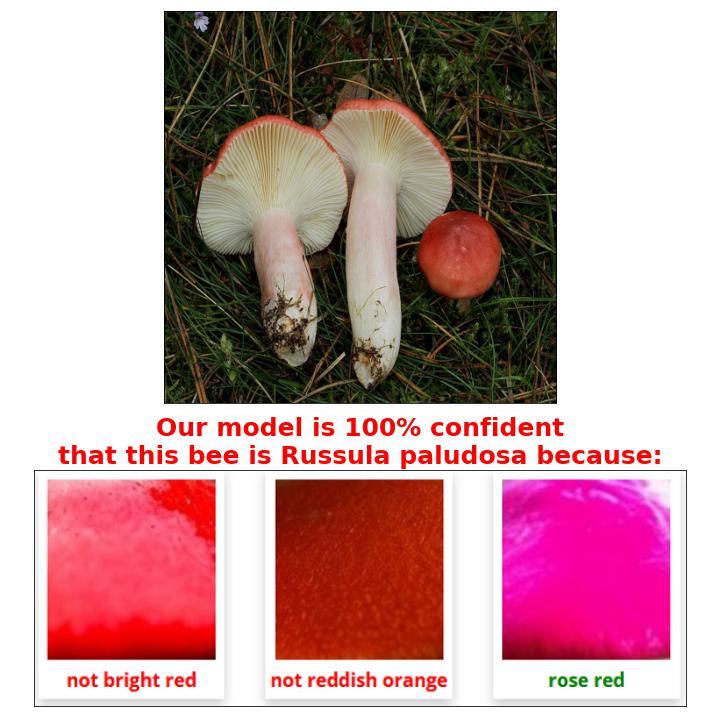 Our model is 100% confident
that this bee is Russula paludosa because:
not bright red
not reddish orange
rose red